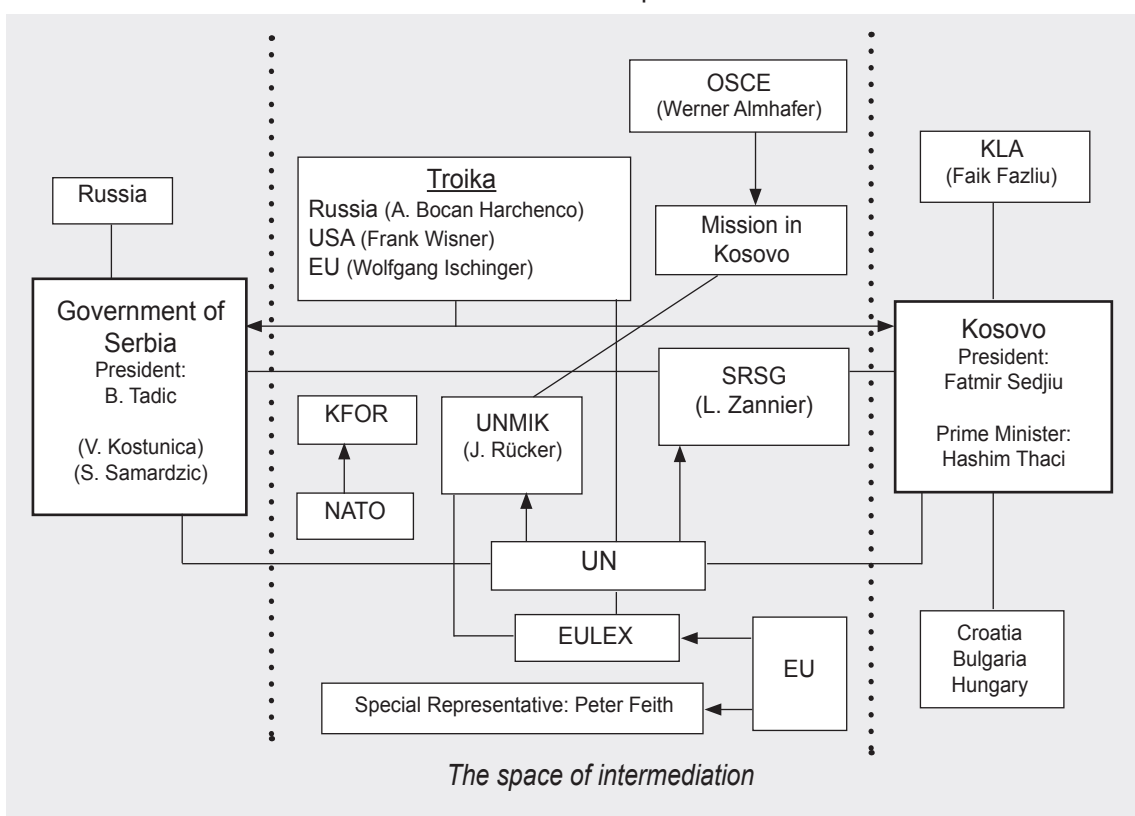 OSCE
(Werner Almhafer)
KLA
(Faik Fazliu)
Russia
Troika
Russia (A. Bocan Harchenco)
USA (Frank Wisner)
EU (Wolfgang Ischinger)
Mission in
Kosovo
Government of
Serbia
President:
B. Tadic
(V. Kostunica)
(S. Samardzic)
Kosovo
President:
Fatmir Sedjiu
Prime Minister:
Hashim Thaci
SRSG
(L. Zannier)
KFOR
UNMIK
(J. Rücker)
NATO
UN
EULEX
EU
Croatia
Bulgaria
Hungary
Special Representative: Peter Feith
The space of intermediation